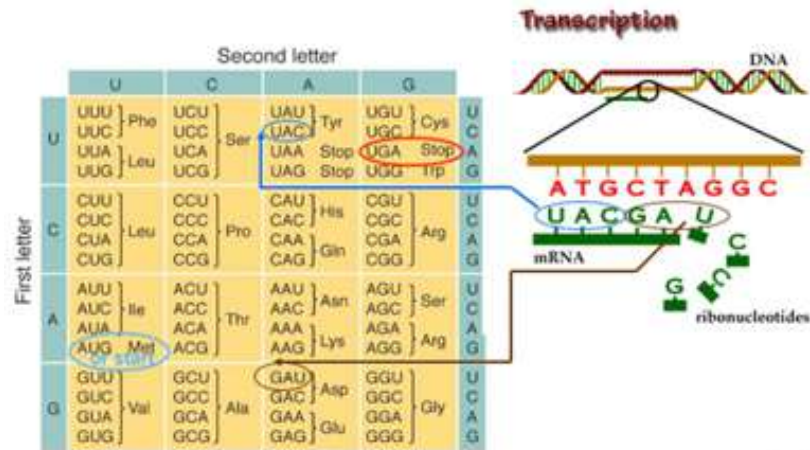 Transcription
Second letter
DNA
U C A G
UUU UUC Phe
UUA UUG Leu
UCU UCC UCA UCG Ser
UAU UAC Tyr
UAA Stop
UAG Stop
UGU UGC Cys
UGA Stop
UGG Trp
U C A G
U
CUU CUC CUA CUG Leu
CCU CCC CCA CCG Pro
CAU CAC His
CAA CAG Gln
CGU CGC CGA CGG Arg
U C A G
C
AUU AUC AUA Ile
AUG Met
or start
ACU ACC ACA ACG Thr
AAU AAC Asn
AAA AAG Lys
AGU AGC Ser
AGA AGG Arg
U C A G
A
GUU GUC GUA GUG Val
GCU GCC GCA GCG Ala
GAU GAC Asp
GAA GAG Glu
GGU GGC GGA GGG Gly
U C A G
G
First letter
ATGCTAGGC
UACGAU
mRNA
C
C
U
G
ribonucleotides